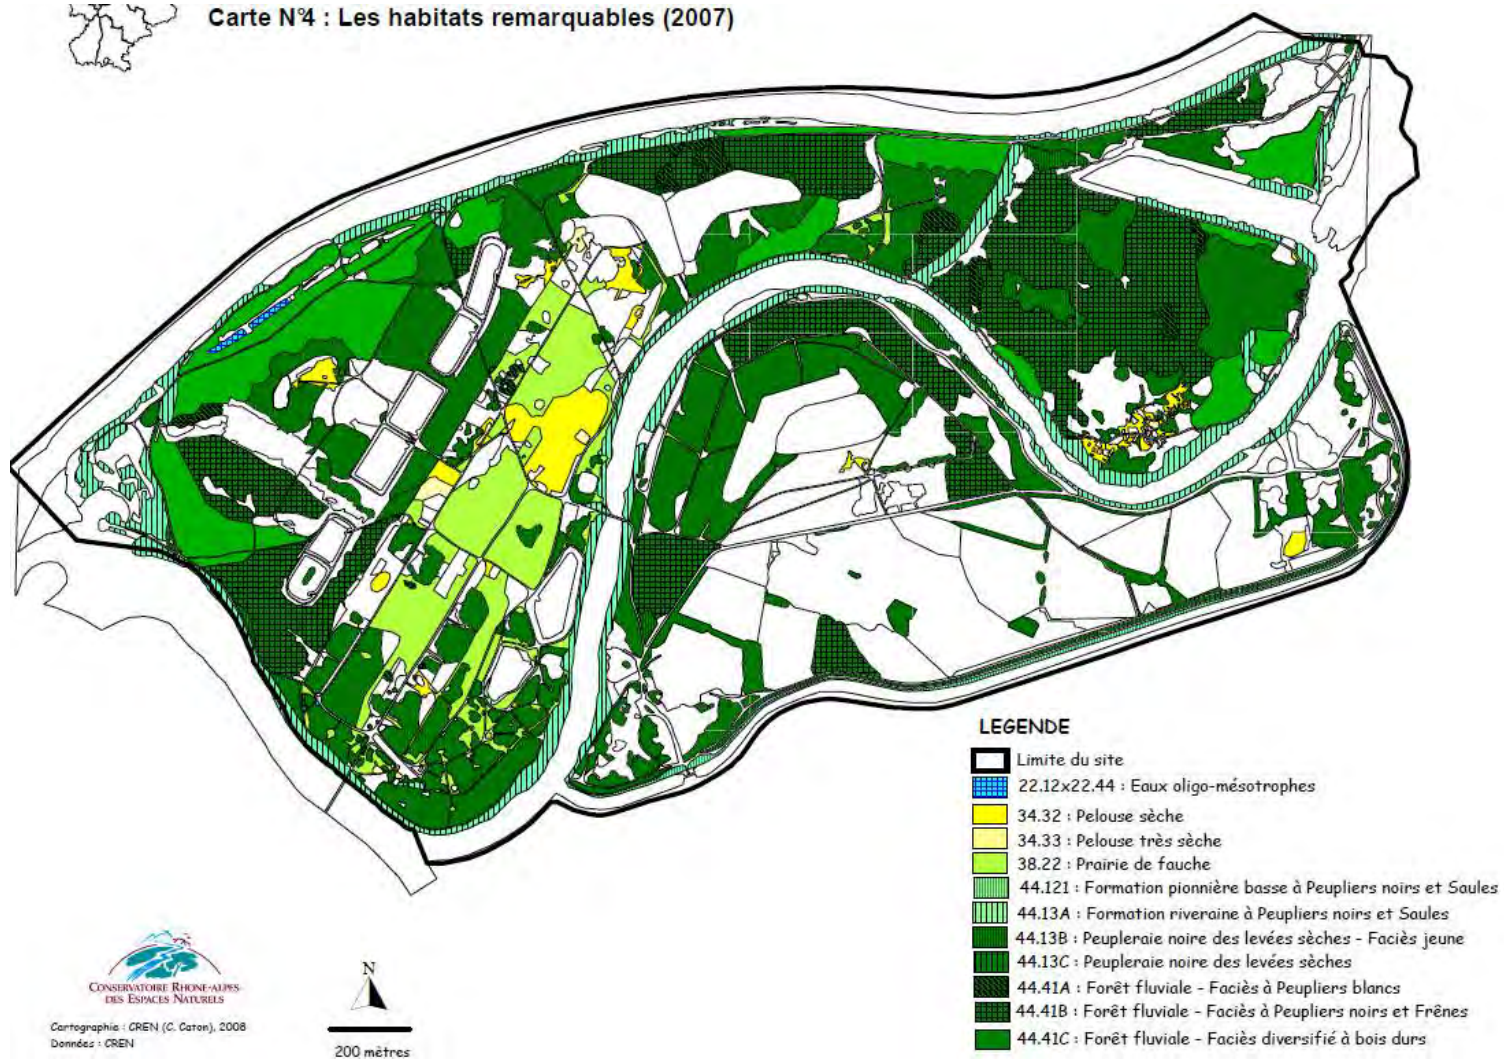 Carte N°4 : Les habitats remarquables (2007)
LEGENDE
Limite du site
22.12x22.44 : Eaux oligo-mésotrophes
34.32 : Pelouse sèche
34.33 : Pelouse très sèche
38.22 : Prairie de fauche
44.121 : Formation pionnière basse à Peupliers noirs et Saules
44.13A : Formation riveraine à Peupliers noirs et Saules
44.13B : Peupleraie noire des levées sèches - Faciès jeune
44.13C : Peupleraie noire des levées sèches
44.41A : Forêt fluviale - Faciès à Peupliers blancs
44.41B : Forêt fluviale - Faciès à Peupliers noirs et Frênes
44.41C : Forêt fluviale - Faciès diversifié à bois durs
CONSERVATOIRE RHONE-ALPES
DES ESPACES NATURELS
Cartographie : CREN (C. Caton), 2008
Données : CREN
N
200 mètres